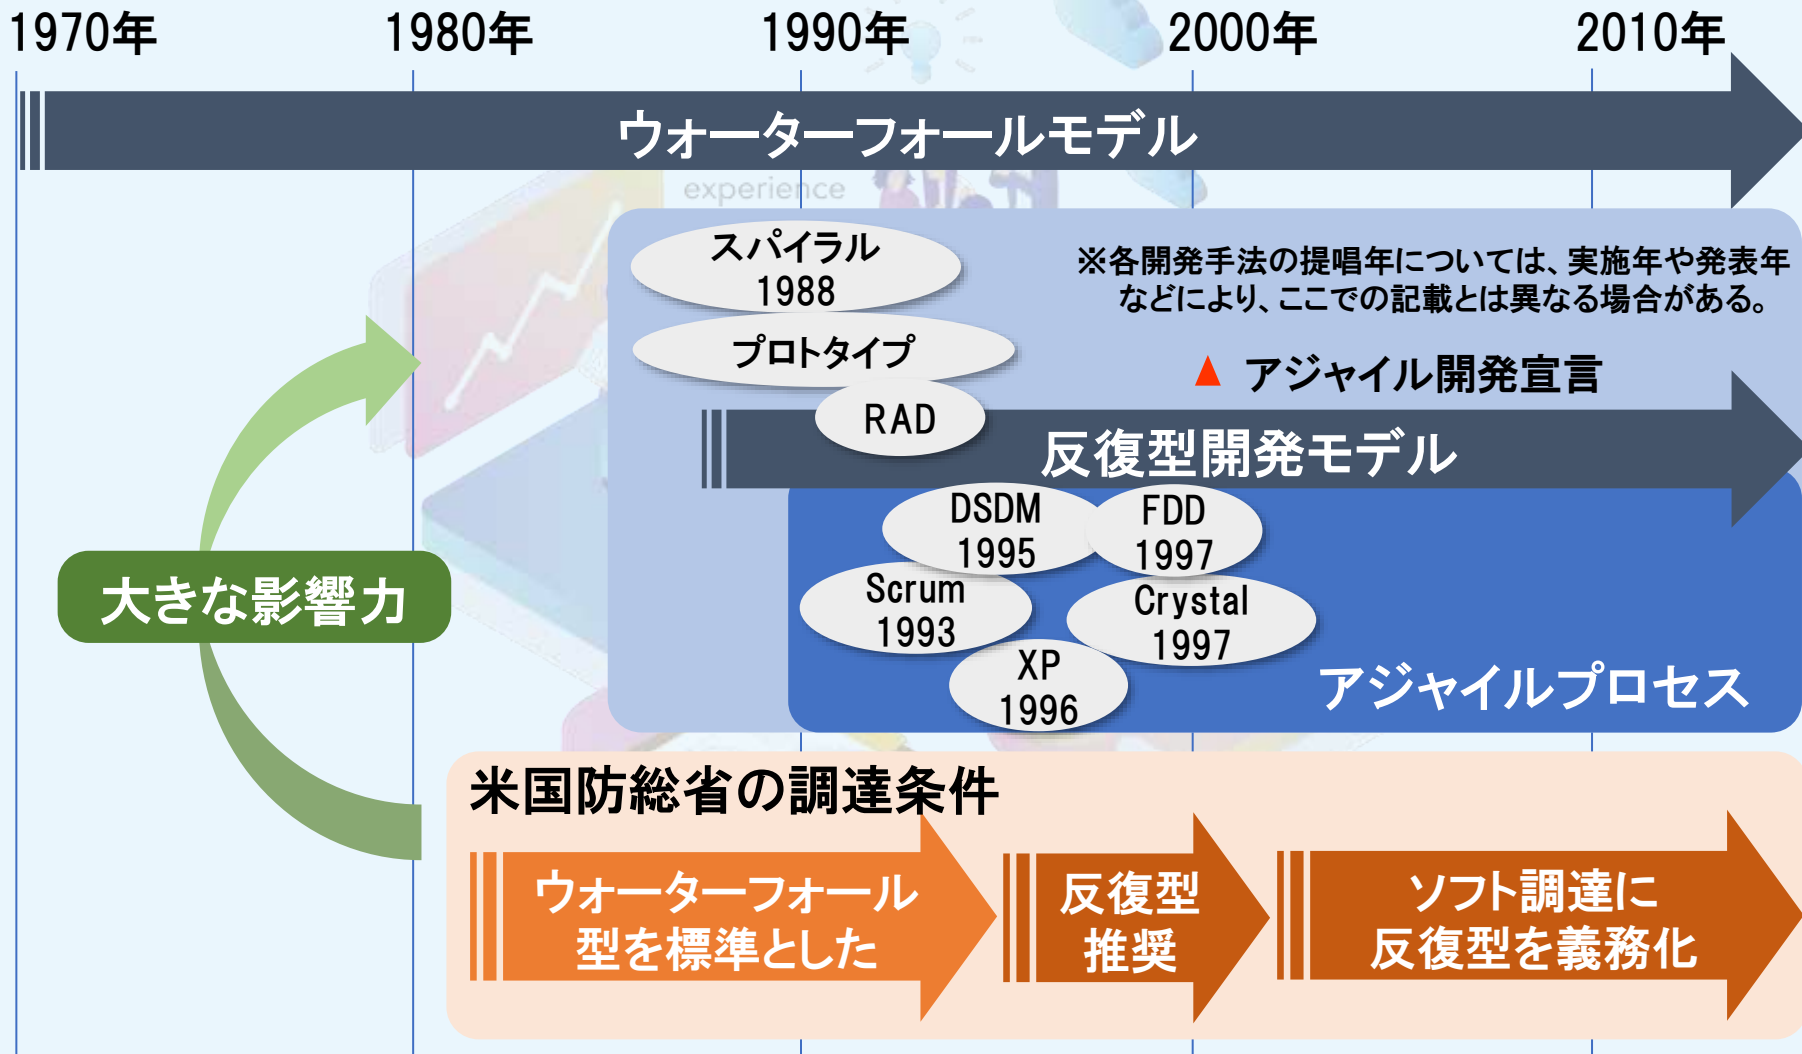 1970年
1980年
1990年
2000年
2010年
ウォーターフォールモデル
experience
スパイラル
1988
※各開発手法の提唱年については、実施年や発表年
などにより、ここでの記載とは異なる場合がある。
プロトタイプ
▲ アジャイル開発宣言
RAD
反復型開発モデル
DSDM
1995
FDD
1997
大きな影響力
Scrum
1993
Crystal
1997
XP
1996
アジャイルプロセス
米国防総省の調達条件
ウォーターフォール
型を標準とした
反復型
推奨
ソフト調達に
反復型を義務化